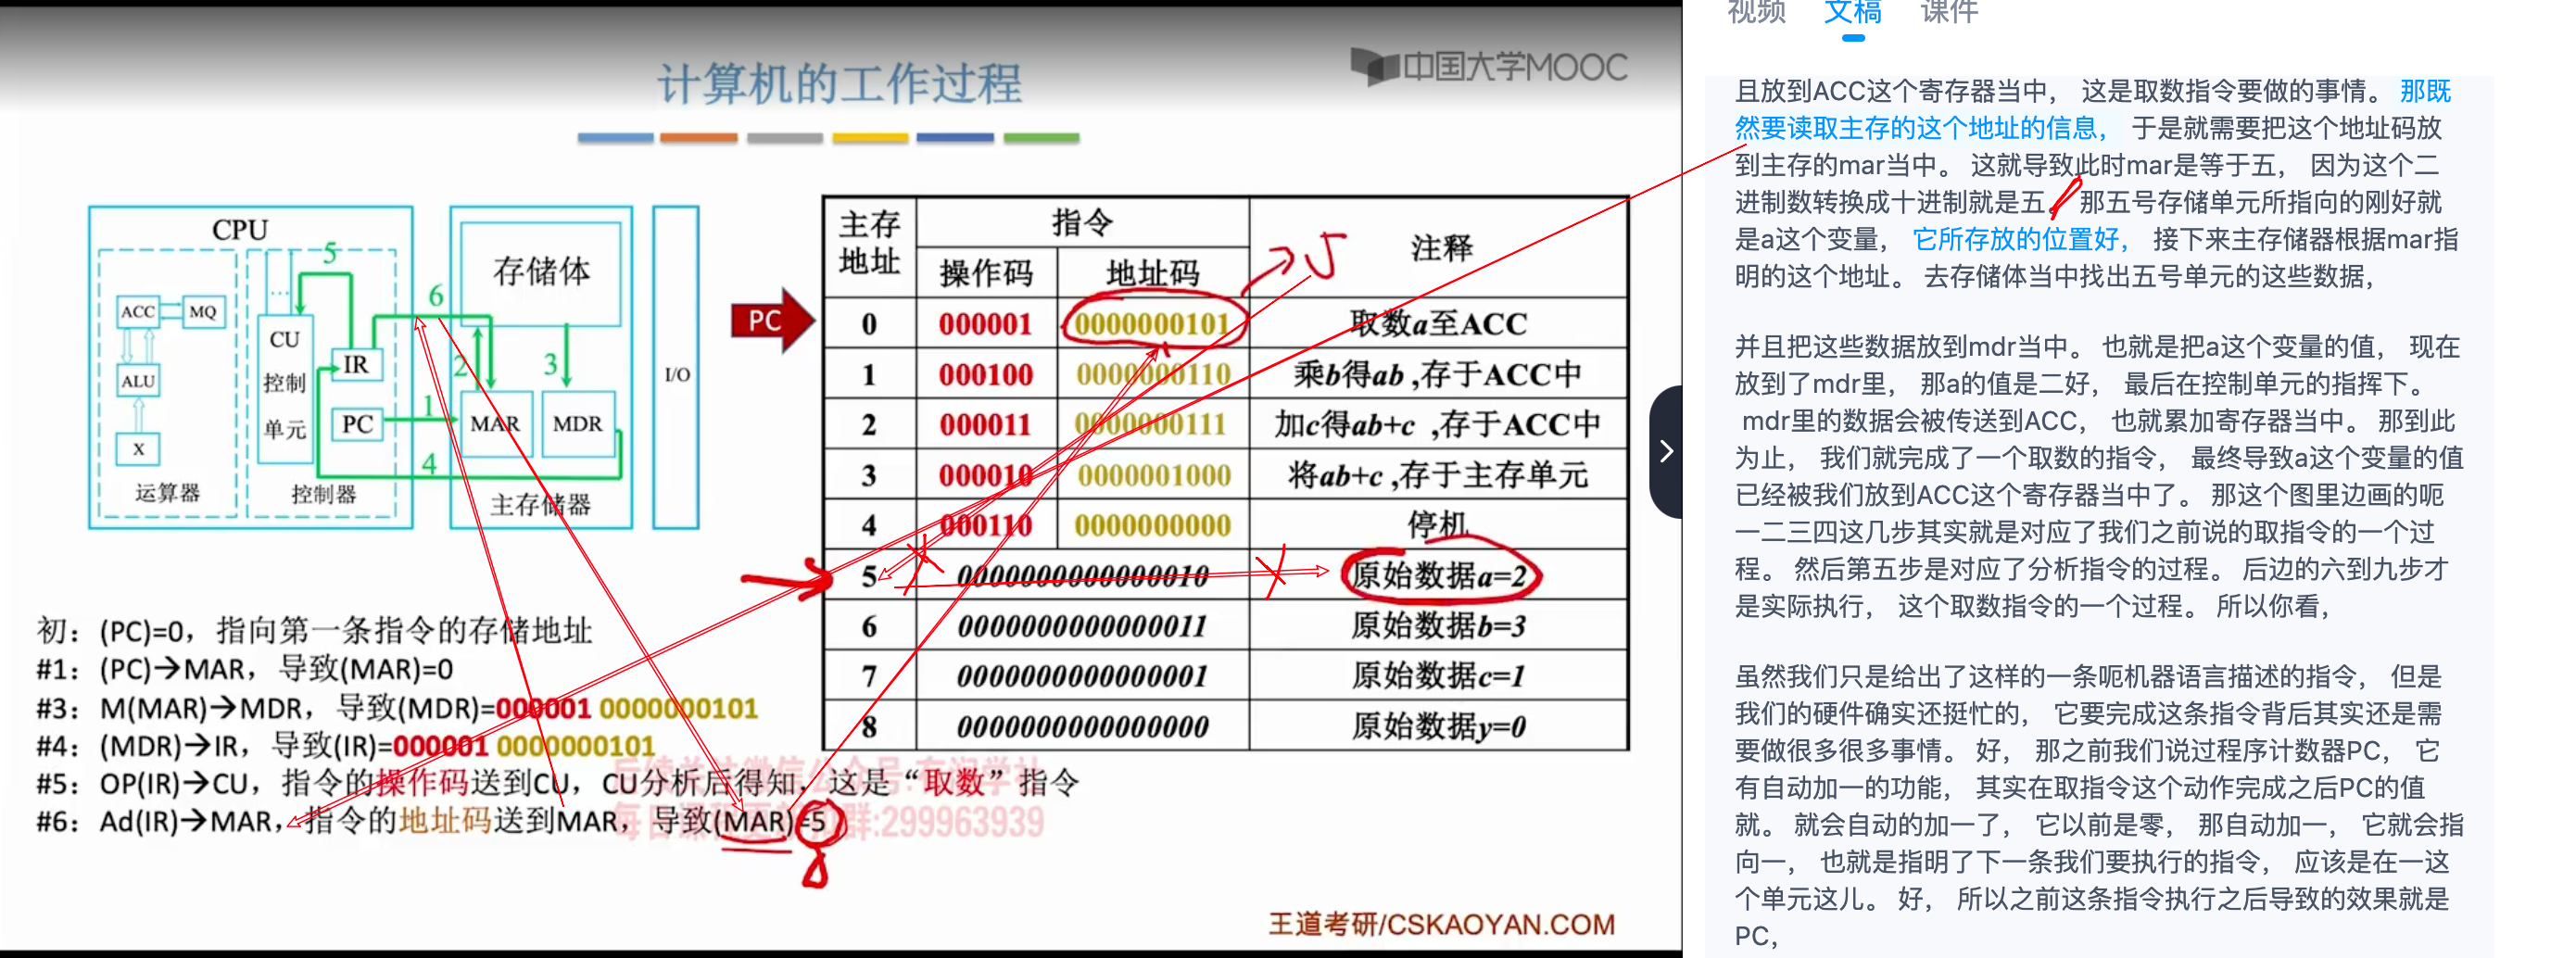 计算机的工作过程
中国大学MOOC
CPU
ACC
MQ
ALU
X
运算器
CU
控制
单元
IR
PC
控制器
5
6
2
3
1
4
存储体
MAR
MDR
主存储器
I/O
PC
主存
地址
指令
注释
操作码
地址码
5
0 000001 0000000101 取数a至ACC
1 000100 0000000110 乘b得ab ,存于ACC中
2 000011 0000000111 加c得ab+c ,存于ACC中
3 000010 0000001000 将ab+c ,存于主存单元
4 000110 0000000000 停机
5 0000000000000010 原始数据a=2
6 0000000000000011 原始数据b=3
7 0000000000000001 原始数据c=1
8 0000000000000000 原始数据y=0
初：(PC)=0，指向第一条指令的存储地址
#1：(PC)→MAR，导致(MAR)=0
#3：M(MAR)→MDR，导致(MDR)=000001 0000000101
#4：(MDR)→IR，导致(IR)=000001 0000000101
#5：OP(IR)→CU，指令的操作码送到CU，CU分析后得知，这是“取数”指令
#6：Ad(IR)→MAR，指令的地址码送到MAR，导致(MAR)=5
群:299963939
王道考研/CSKAOYAN.COM
视频 文稿 课件
且放到ACC这个寄存器当中， 这是取数指令要做的事情。 那既
然要读取主存的这个地址的信息， 于是就需要把这个地址码放
到主存的mar当中。 这就导致此时mar是等于五， 因为这个二
进制数转换成十进制就是五。 那五号存储单元所指向的刚好就
是a这个变量， 它所存放的位置好， 接下来主存储器根据mar指
明的这个地址。 去存储体当中找出五号单元的这些数据，
并且把这些数据放到mdr当中。 也就是把a这个变量的值， 现在
放到了mdr里， 那a的值是二好， 最后在控制单元的指挥下。
mdr里的数据会被传送到ACC， 也就累加寄存器当中。 那到此
为止， 我们就完成了一个取数的指令， 最终导致a这个变量的值
已经被我们放到ACC这个寄存器当中了。 那这个图里边画的呃
一二三四这几步其实就是对应了我们之前说的取指令的一个过
程。 然后第五步是对应了分析指令的过程。 后边的六到九步才
是实际执行， 这个取数指令的一个过程。 所以你看，
虽然我们只是给出了这样的一条呃机器语言描述的指令， 但是
我们的硬件确实还挺忙的， 它要完成这条指令背后其实还是需
要做很多很多事情。 好， 那之前我们说过程序计数器PC， 它
有自动加一的功能， 其实在取指令这个动作完成之后PC的值
就。 就会自动的加一了， 它以前是零， 那自动加一， 它就会指
向一， 也就是指明了下一条我们要执行的指令， 应该是在一这
个单元这儿。 好， 所以之前这条指令执行之后导致的效果就是
PC，